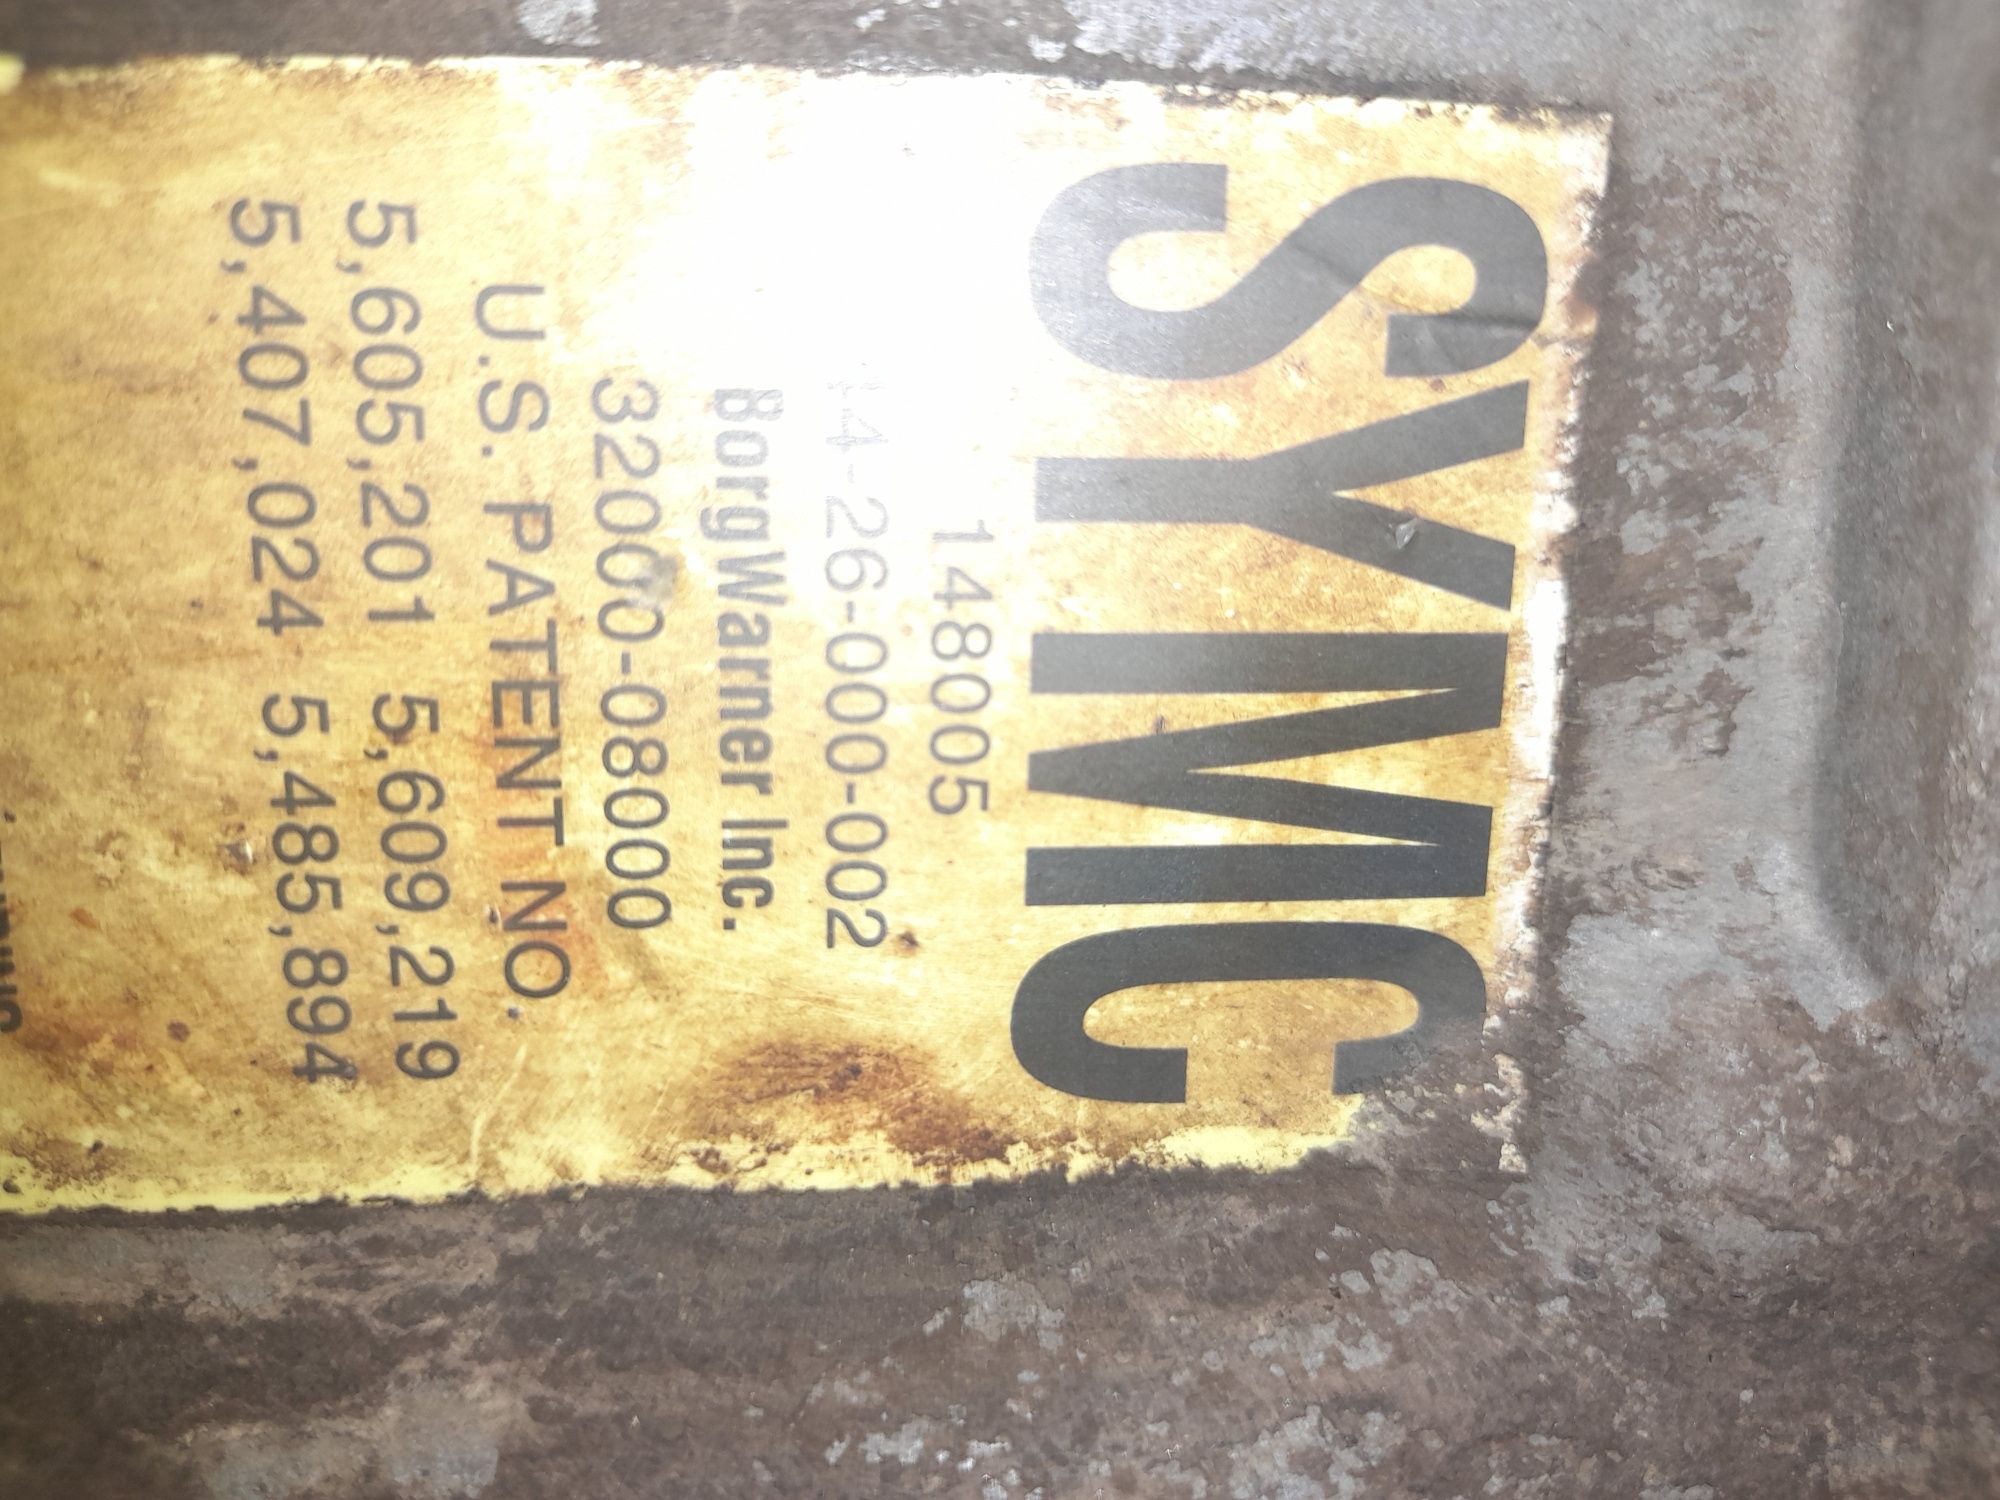 SYMC
148005
44-26-000-002
BorgWarner Inc.
32000-08000
U.S. PATENT NO.
5,605,201 5,609,219
5,407,024 5,485,894